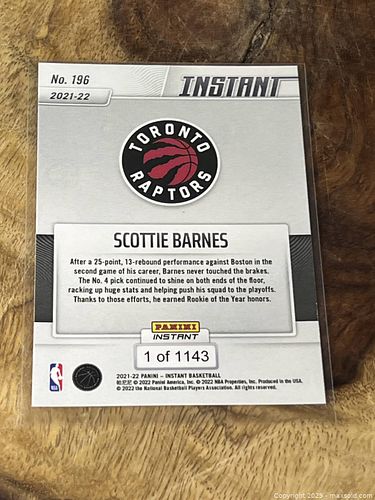 No. 196
INSTANT
2021-22
TORONTO
RAPTORS
SCOTTIE BARNES
After a 25-point, 13-rebound performance against Boston in the
second game of his career, Barnes never touched the brakes.
The No. 4 pick continued to shine on both ends of the floor,
racking up huge stats and helping push his squad to the playoffs.
Thanks to those efforts, he earned Rookie of the Year honors.
PANINI
INSTANT
1 of 1143
2021-22 PANINI – INSTANT BASKETBALL
帕尼尼 © 2022 Panini America, Inc. © 2022 NBA Properties, Inc. Produced in the USA.
© 2022 the National Basketball Players Association. All rights reserved.
Copyright 2025 - maxsold.com